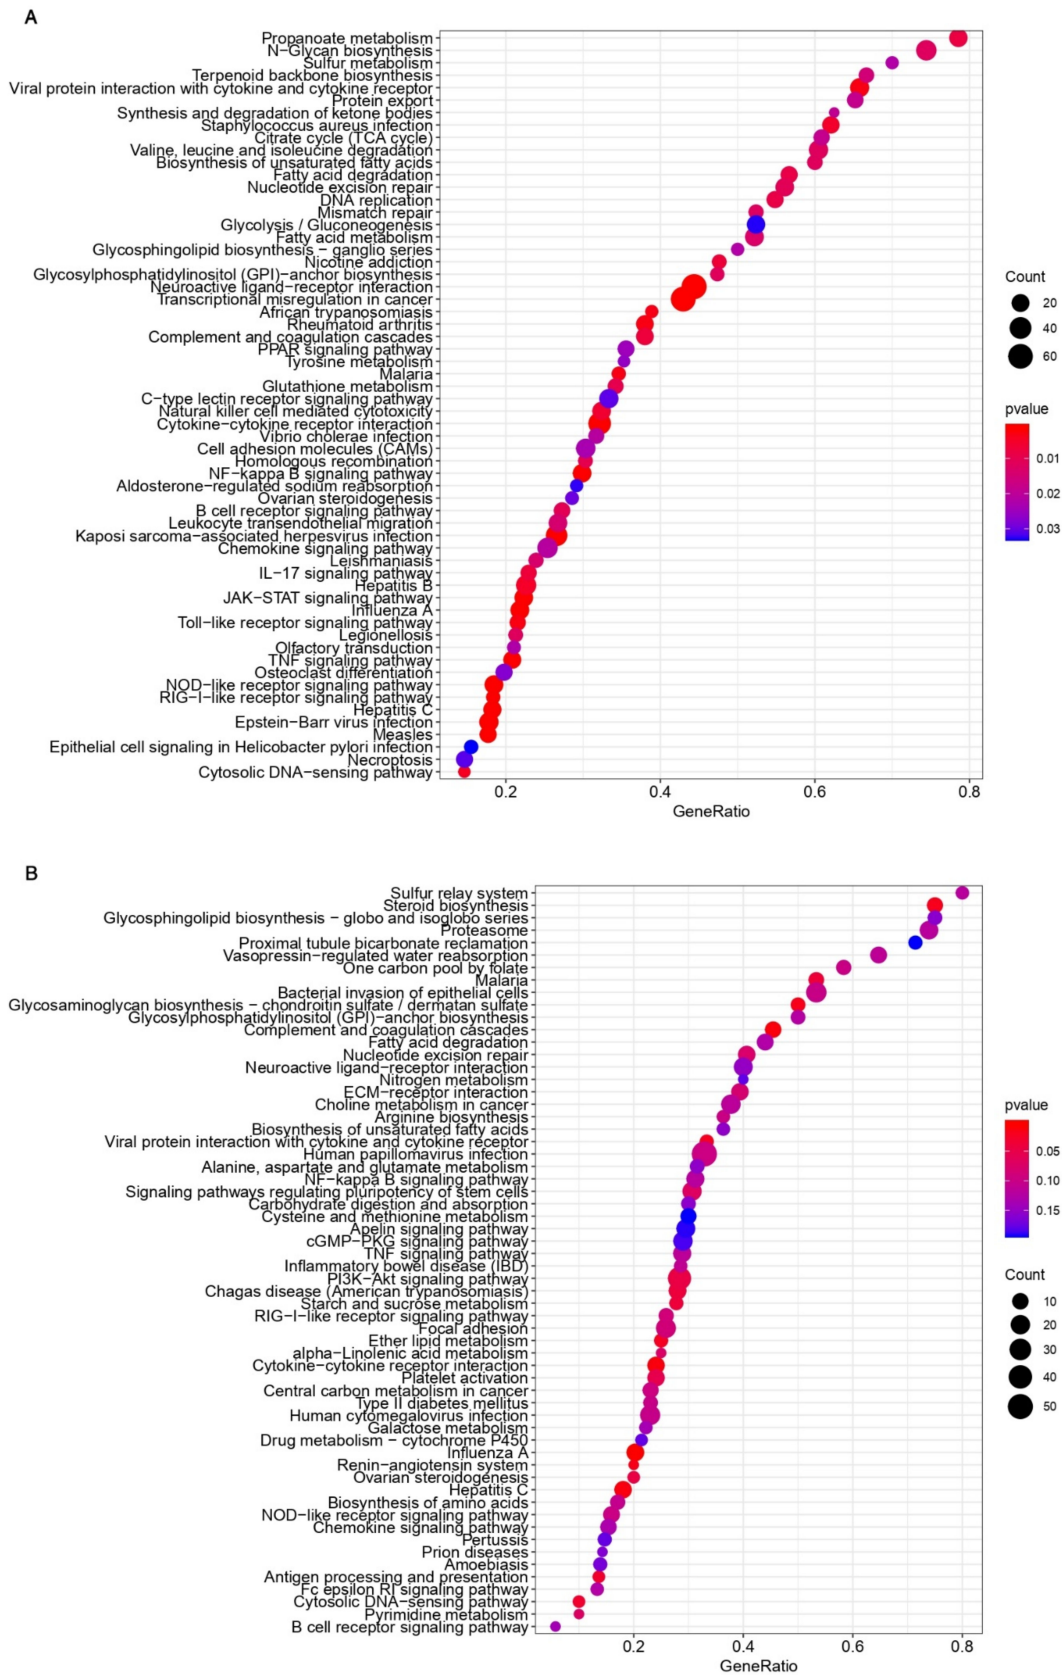 A
Propanoate metabolism
N−Glycan biosynthesis
Sulfur metabolism
Terpenoid backbone biosynthesis
Viral protein interaction with cytokine and cytokine receptor
Protein export
Synthesis and degradation of ketone bodies
Staphylococcus aureus infection
Citrate cycle (TCA cycle)
Valine, leucine and isoleucine degradation
Biosynthesis of unsaturated fatty acids
Fatty acid degradation
Nucleotide excision repair
DNA replication
Mismatch repair
Glycolysis / Gluconeogenesis
Fatty acid metabolism
Glycosphingolipid biosynthesis − ganglio series
Nicotine addiction
Glycosylphosphatidylinositol (GPI)−anchor biosynthesis
Neuroactive ligand−receptor interaction
Transcriptional misregulation in cancer
African trypanosomiasis
Rheumatoid arthritis
Complement and coagulation cascades
PPAR signaling pathway
Tyrosine metabolism
Malaria
Glutathione metabolism
C−type lectin receptor signaling pathway
Natural killer cell mediated cytotoxicity
Cytokine−cytokine receptor interaction
Vibrio cholerae infection
Cell adhesion molecules (CAMs)
Homologous recombination
NF−kappa B signaling pathway
Aldosterone−regulated sodium reabsorption
Ovarian steroidogenesis
B cell receptor signaling pathway
Leukocyte transendothelial migration
Kaposi sarcoma−associated herpesvirus infection
Chemokine signaling pathway
Leishmaniasis
IL−17 signaling pathway
Hepatitis B
JAK−STAT signaling pathway
Influenza A
Toll−like receptor signaling pathway
Legionellosis
Olfactory transduction
TNF signaling pathway
Osteoclast differentiation
NOD−like receptor signaling pathway
RIG−I−like receptor signaling pathway
Hepatitis C
Epstein−Barr virus infection
Measles
Epithelial cell signaling in Helicobacter pylori infection
Necroptosis
Cytosolic DNA−sensing pathway
0.2 0.4 0.6 0.8
GeneRatio
Count
20
40
60
pvalue
0.01
0.02
0.03
B
Sulfur relay system
Steroid biosynthesis
Glycosphingolipid biosynthesis − globo and isoglobo series
Proteasome
Proximal tubule bicarbonate reclamation
Vasopressin−regulated water reabsorption
One carbon pool by folate
Malaria
Bacterial invasion of epithelial cells
Glycosaminoglycan biosynthesis − chondroitin sulfate / dermatan sulfate
Glycosylphosphatidylinositol (GPI)−anchor biosynthesis
Complement and coagulation cascades
Fatty acid degradation
Nucleotide excision repair
Neuroactive ligand−receptor interaction
Nitrogen metabolism
ECM−receptor interaction
Choline metabolism in cancer
Arginine biosynthesis
Biosynthesis of unsaturated fatty acids
Viral protein interaction with cytokine and cytokine receptor
Human papillomavirus infection
Alanine, aspartate and glutamate metabolism
NF−kappa B signaling pathway
Signaling pathways regulating pluripotency of stem cells
Carbohydrate digestion and absorption
Cysteine and methionine metabolism
Apelin signaling pathway
cGMP−PKG signaling pathway
TNF signaling pathway
Inflammatory bowel disease (IBD)
PI3K−Akt signaling pathway
Chagas disease (American trypanosomiasis)
Starch and sucrose metabolism
RIG−I−like receptor signaling pathway
Focal adhesion
Ether lipid metabolism
alpha−Linolenic acid metabolism
Cytokine−cytokine receptor interaction
Platelet activation
Central carbon metabolism in cancer
Type II diabetes mellitus
Human cytomegalovirus infection
Galactose metabolism
Drug metabolism − cytochrome P450
Influenza A
Renin−angiotensin system
Ovarian steroidogenesis
Hepatitis C
Biosynthesis of amino acids
NOD−like receptor signaling pathway
Chemokine signaling pathway
Pertussis
Prion diseases
Amoebiasis
Antigen processing and presentation
Fc epsilon RI signaling pathway
Cytosolic DNA−sensing pathway
Pyrimidine metabolism
B cell receptor signaling pathway
0.2 0.4 0.6 0.8
GeneRatio
pvalue
0.05
0.10
0.15
Count
10
20
30
40
50